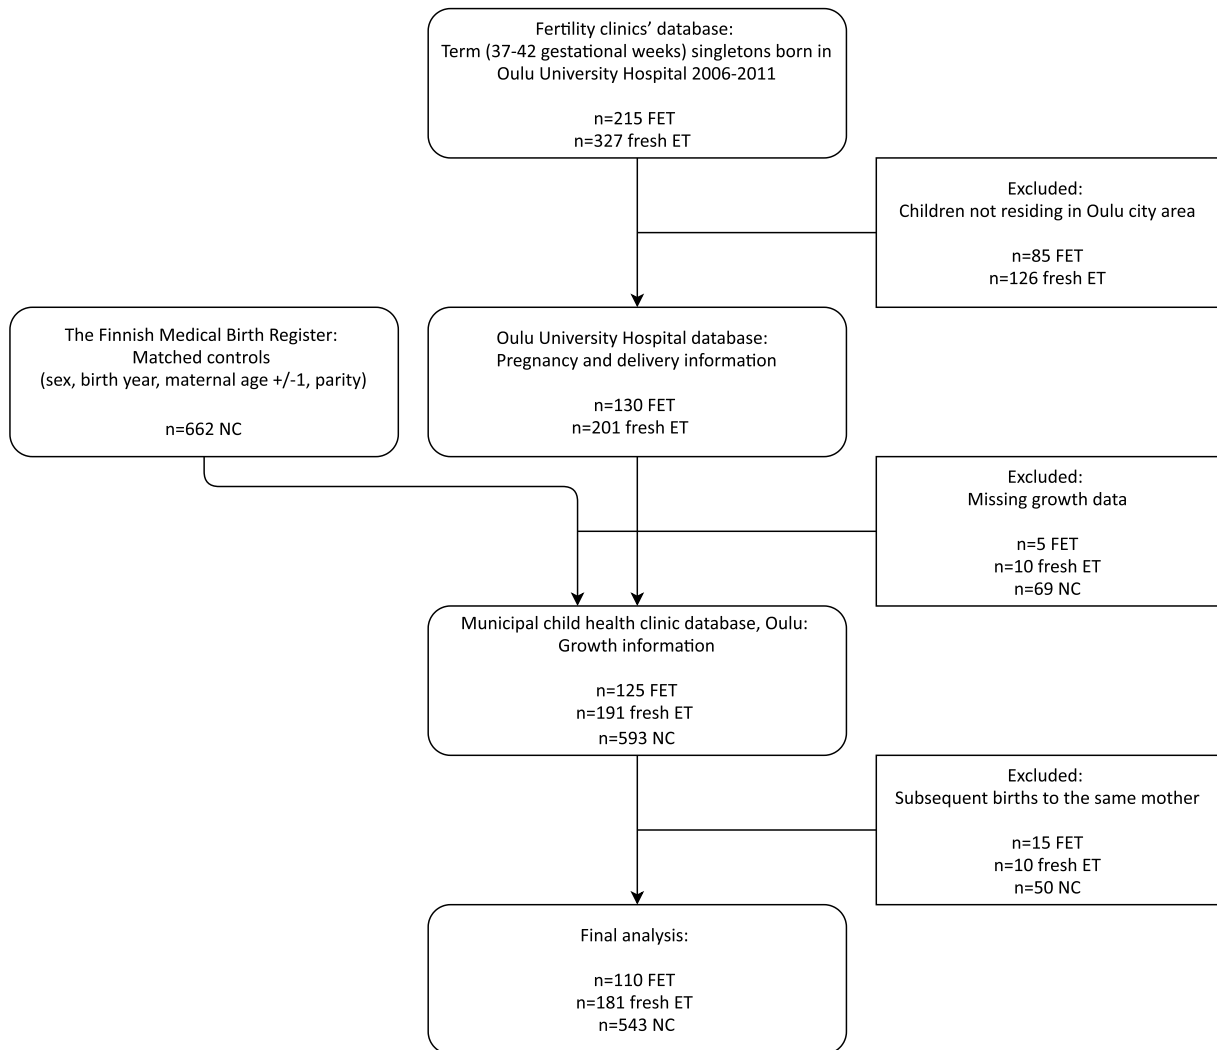 Fertility clinics’ database:
Term (37-42 gestational weeks) singletons born in
Oulu University Hospital 2006-2011
n=215 FET
n=327 fresh ET
Excluded:
Children not residing in Oulu city area
n=85 FET
n=126 fresh ET
The Finnish Medical Birth Register:
Matched controls
(sex, birth year, maternal age +/-1, parity)
n=662 NC
Oulu University Hospital database:
Pregnancy and delivery information
n=130 FET
n=201 fresh ET
Excluded:
Missing growth data
n=5 FET
n=10 fresh ET
n=69 NC
Municipal child health clinic database, Oulu:
Growth information
n=125 FET
n=191 fresh ET
n=593 NC
Excluded:
Subsequent births to the same mother
n=15 FET
n=10 fresh ET
n=50 NC
Final analysis:
n=110 FET
n=181 fresh ET
n=543 NC